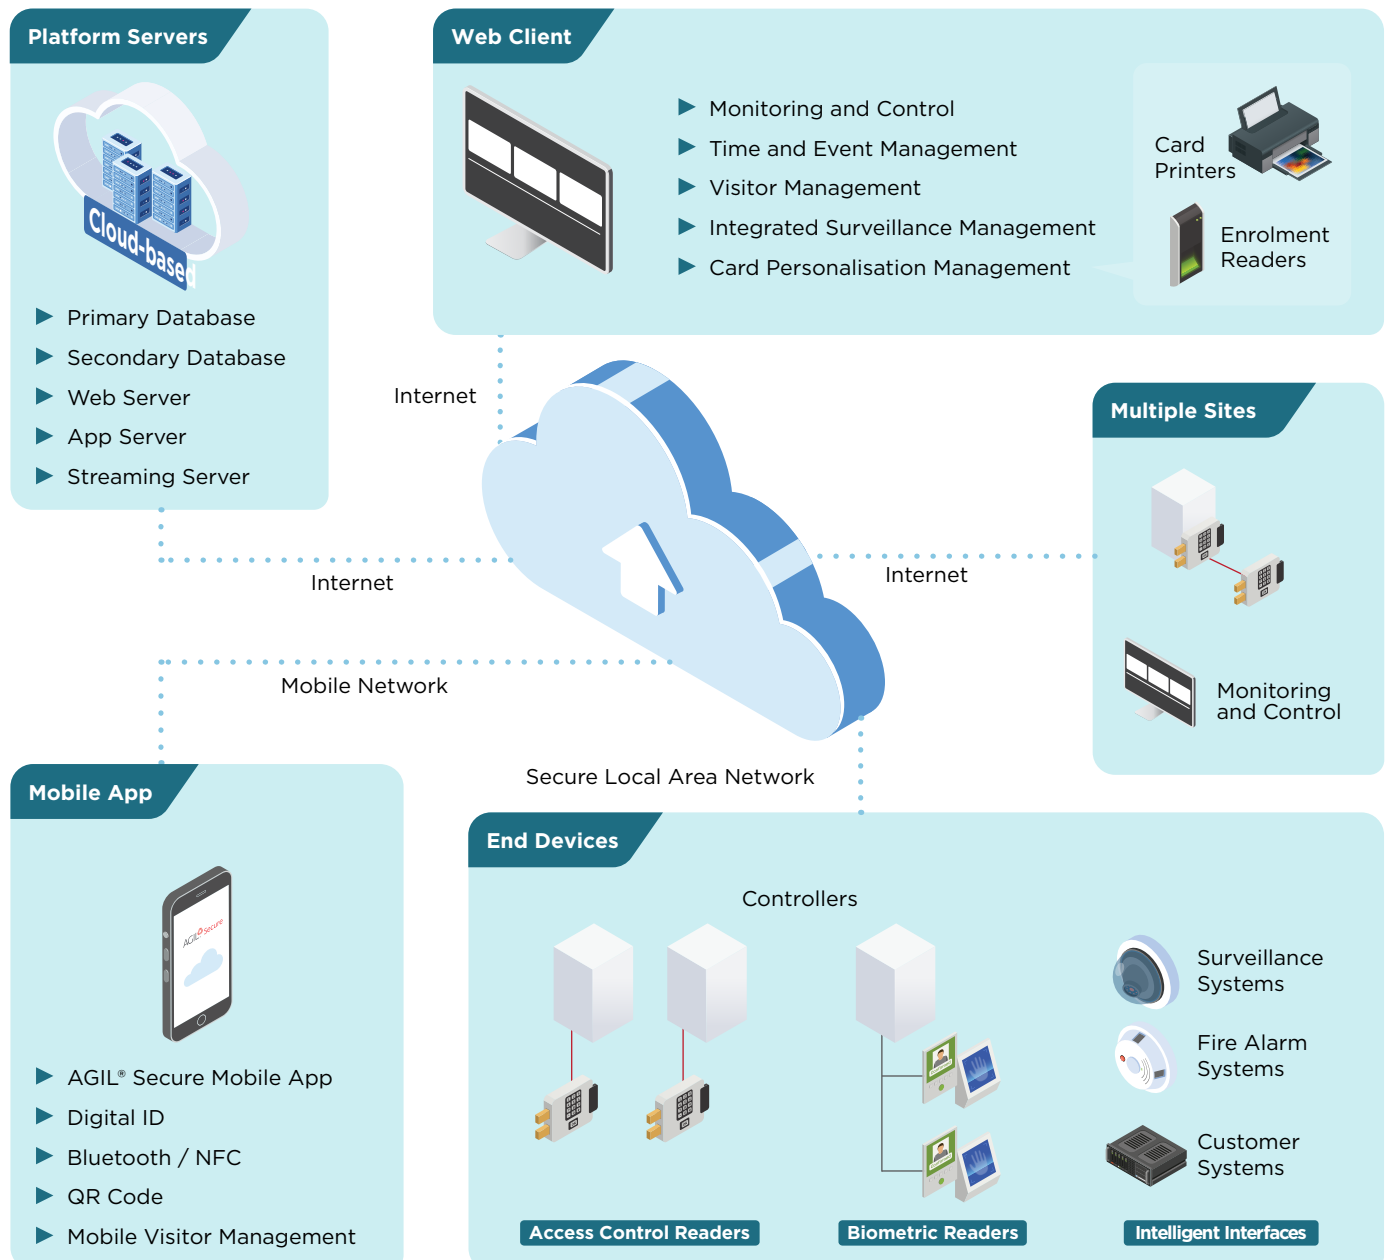 Platform Servers
Cloud-based
Primary Database
Secondary Database
Web Server
App Server
Streaming Server
Web Client
Monitoring and Control
Time and Event Management
Visitor Management
Integrated Surveillance Management
Card Personalisation Management
Card
Printers
Enrolment
Readers
Internet
Internet
Internet
Mobile Network
Secure Local Area Network
Multiple Sites
Monitoring
and Control
Mobile App
AGIL® Secure
AGIL® Secure Mobile App
Digital ID
Bluetooth / NFC
QR Code
Mobile Visitor Management
End Devices
Controllers
Access Control Readers
Biometric Readers
Surveillance
Systems
Fire Alarm
Systems
Customer
Systems
Intelligent Interfaces